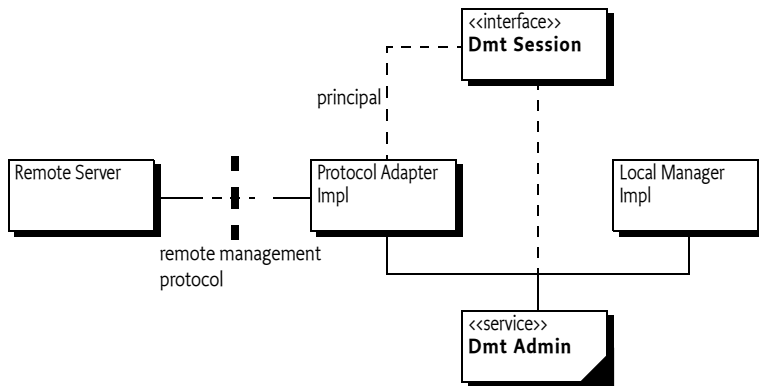 <<interface>>
Dmt Session
principal
Remote Server
Protocol Adapter
Impl
Local Manager
Impl
remote management
protocol
<<service>>
Dmt Admin